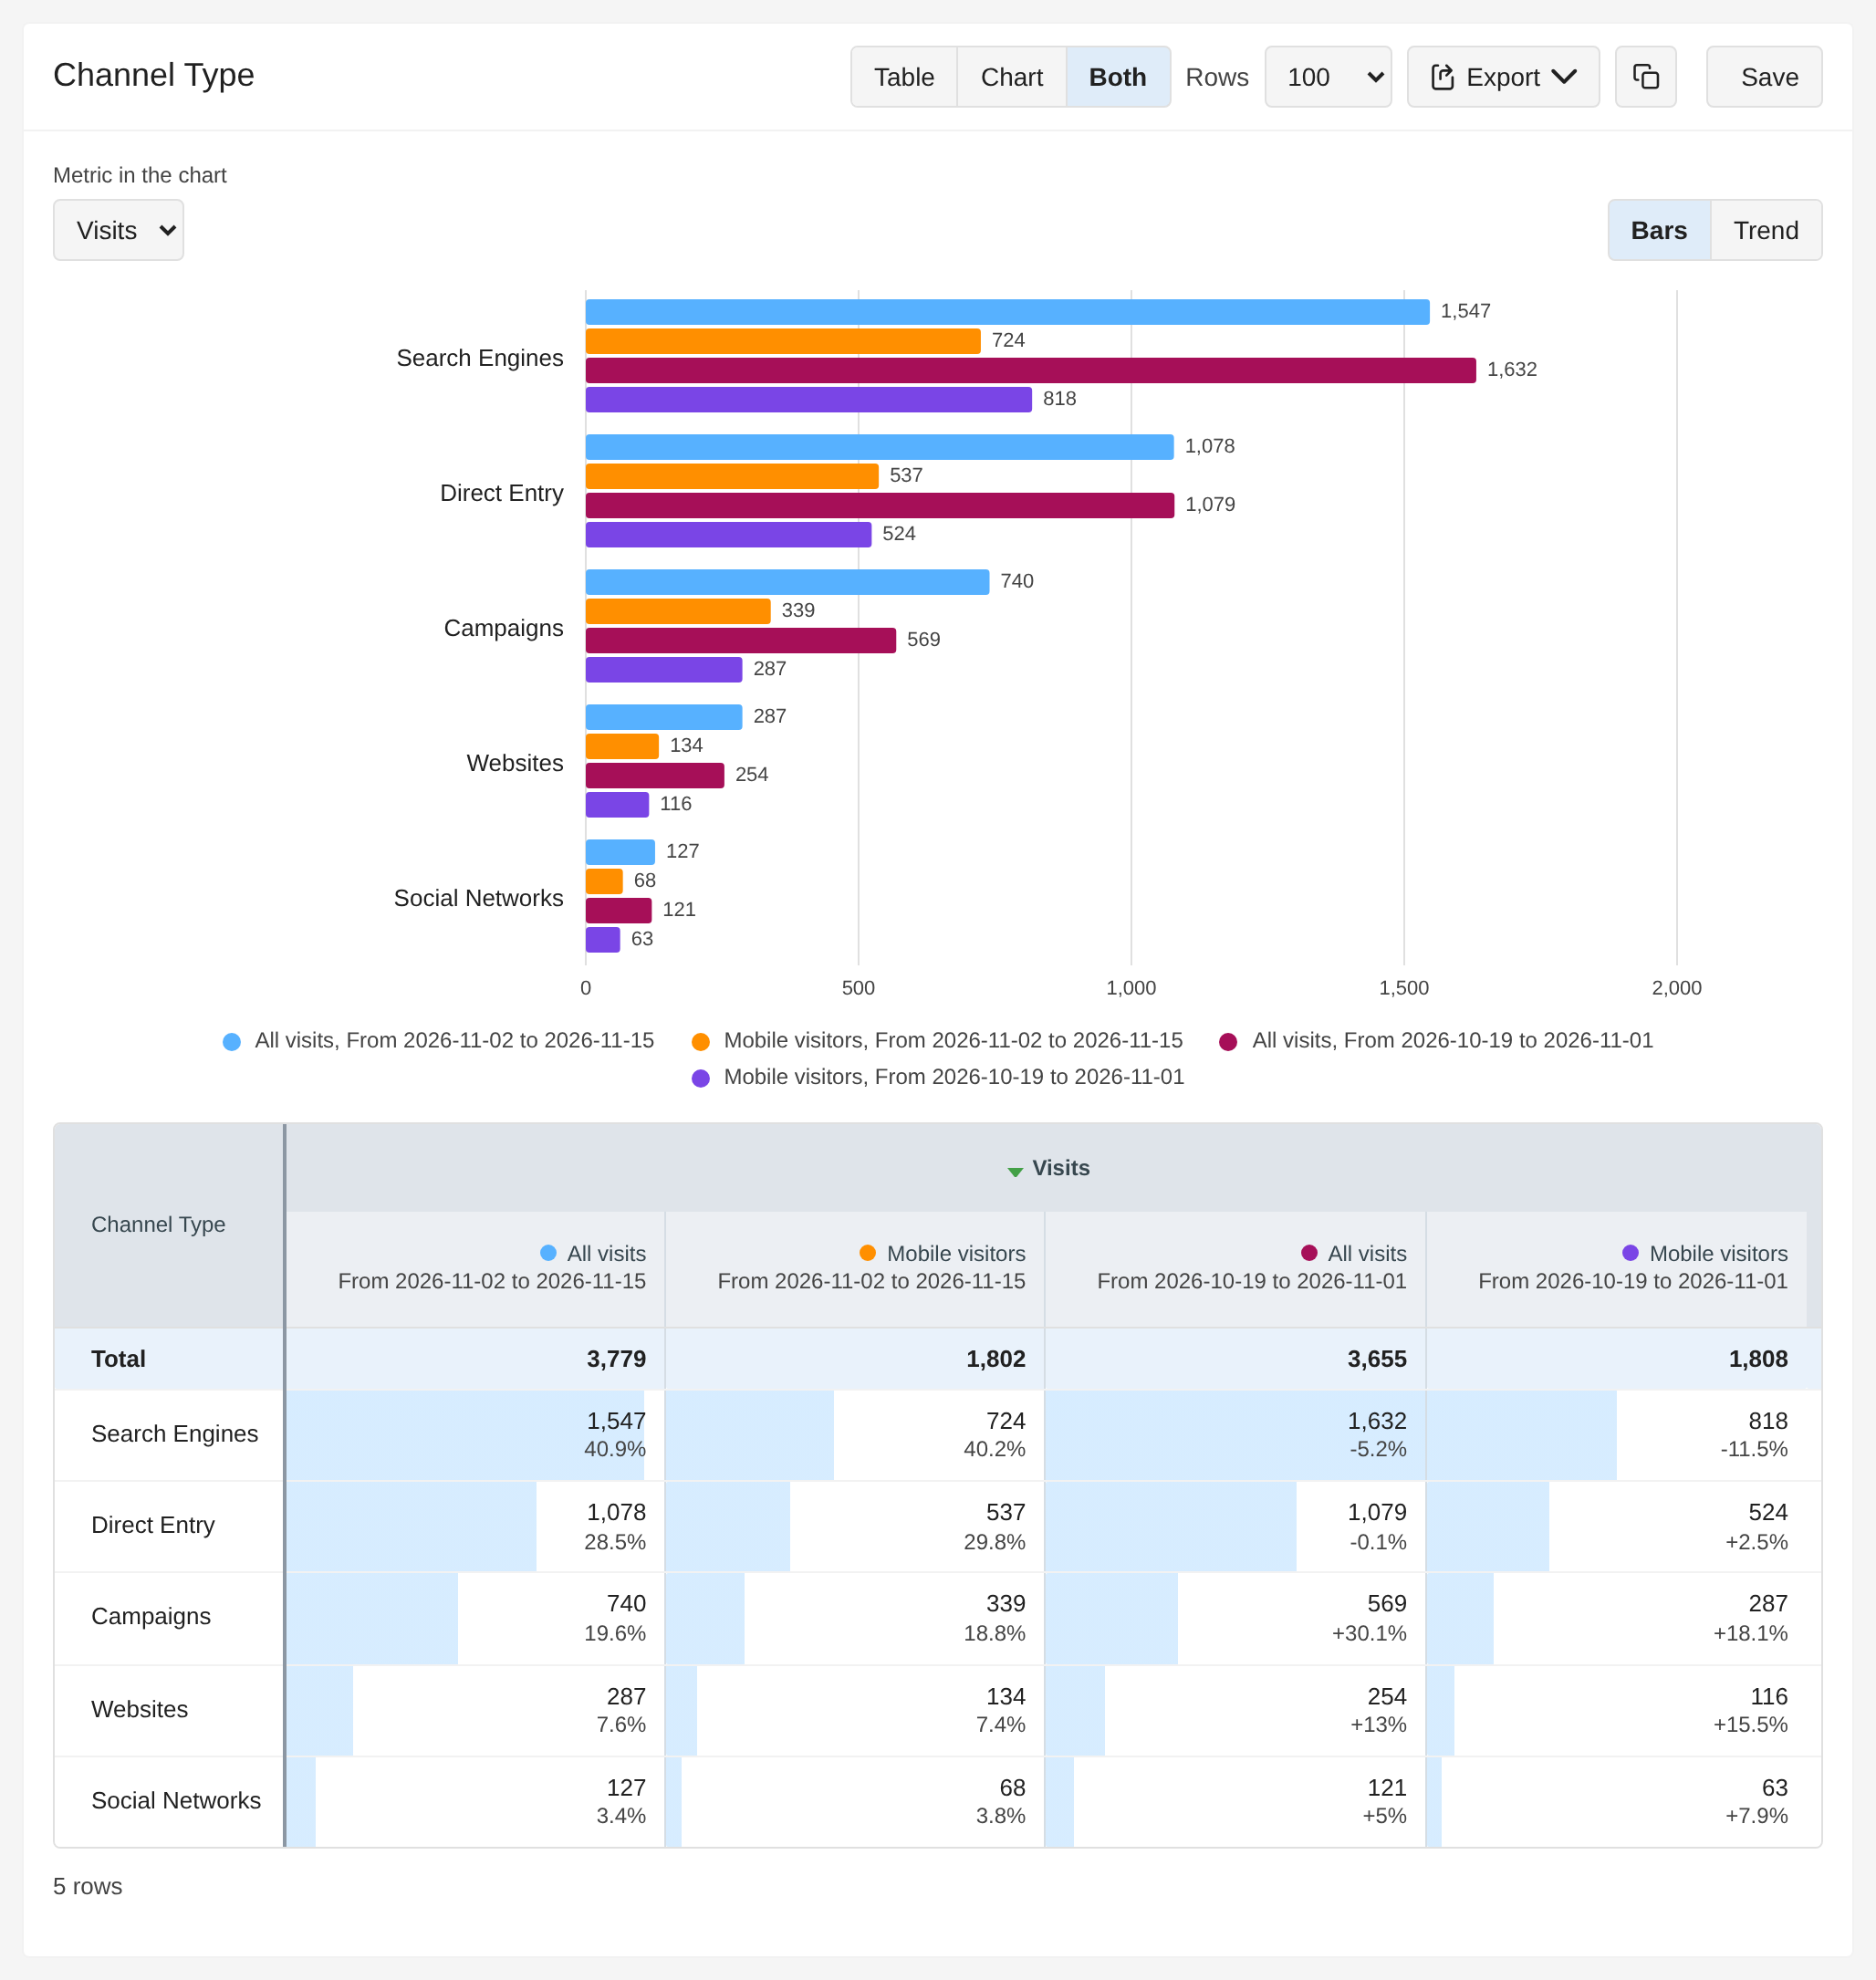 Channel Type
Table Chart Both Rows 100 Export Save
Metric in the chart
Visits
Bars Trend
Search Engines
1,547
724
1,632
818
Direct Entry
1,078
537
1,079
524
Campaigns
740
339
569
287
Websites
287
134
254
116
Social Networks
127
68
121
63
0 500 1,000 1,500 2,000
All visits, From 2026-11-02 to 2026-11-15 Mobile visitors, From 2026-11-02 to 2026-11-15 All visits, From 2026-10-19 to 2026-11-01
Mobile visitors, From 2026-10-19 to 2026-11-01
Visits
Channel Type
All visits Mobile visitors All visits Mobile visitors
From 2026-11-02 to 2026-11-15 From 2026-11-02 to 2026-11-15 From 2026-10-19 to 2026-11-01 From 2026-10-19 to 2026-11-01
Total 3,779 1,802 3,655 1,808
Search Engines 1,547 724 1,632 818
40.9% 40.2% -5.2% -11.5%
Direct Entry 1,078 537 1,079 524
28.5% 29.8% -0.1% +2.5%
Campaigns 740 339 569 287
19.6% 18.8% +30.1% +18.1%
Websites 287 134 254 116
7.6% 7.4% +13% +15.5%
Social Networks 127 68 121 63
3.4% 3.8% +5% +7.9%
5 rows